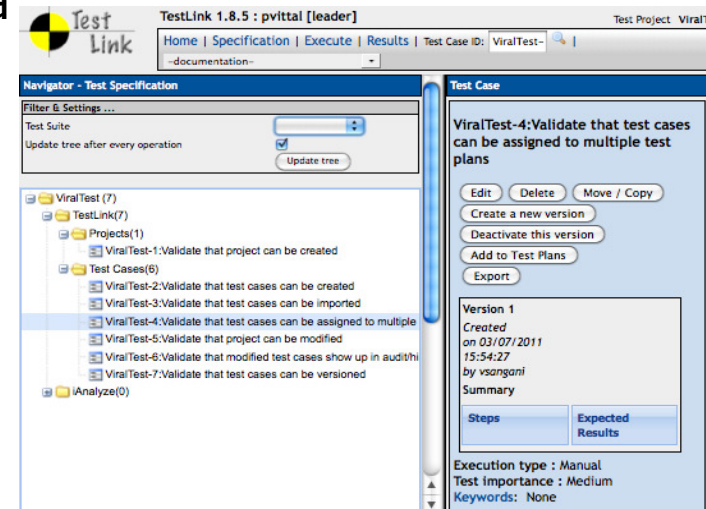 d
Test Link
TestLink 1.8.5 : pvittal [leader]
Test Project ViralT
Home | Specification | Execute | Results | Test Case ID: ViralTest- |
-documentation-
Navigator - Test Specification
Filter & Settings ...
Test Suite
Update tree after every operation
Update tree
ViralTest (7)
TestLink(7)
Projects(1)
ViralTest-1:Validate that project can be created
Test Cases(6)
ViralTest-2:Validate that test cases can be created
ViralTest-3:Validate that test cases can be imported
ViralTest-4:Validate that test cases can be assigned to multiple
ViralTest-5:Validate that project can be modified
ViralTest-6:Validate that modified test cases show up in audit/hi
ViralTest-7:Validate that test cases can be versioned
iAnalyze(0)
Test Case
ViralTest-4:Validate that test cases
can be assigned to multiple test
plans
Edit Delete Move / Copy
Create a new version
Deactivate this version
Add to Test Plans
Export
Version 1
Created
on 03/07/2011
15:54:27
by vsangani
Summary
Steps Expected
Results
Execution type : Manual
Test importance : Medium
Keywords: None